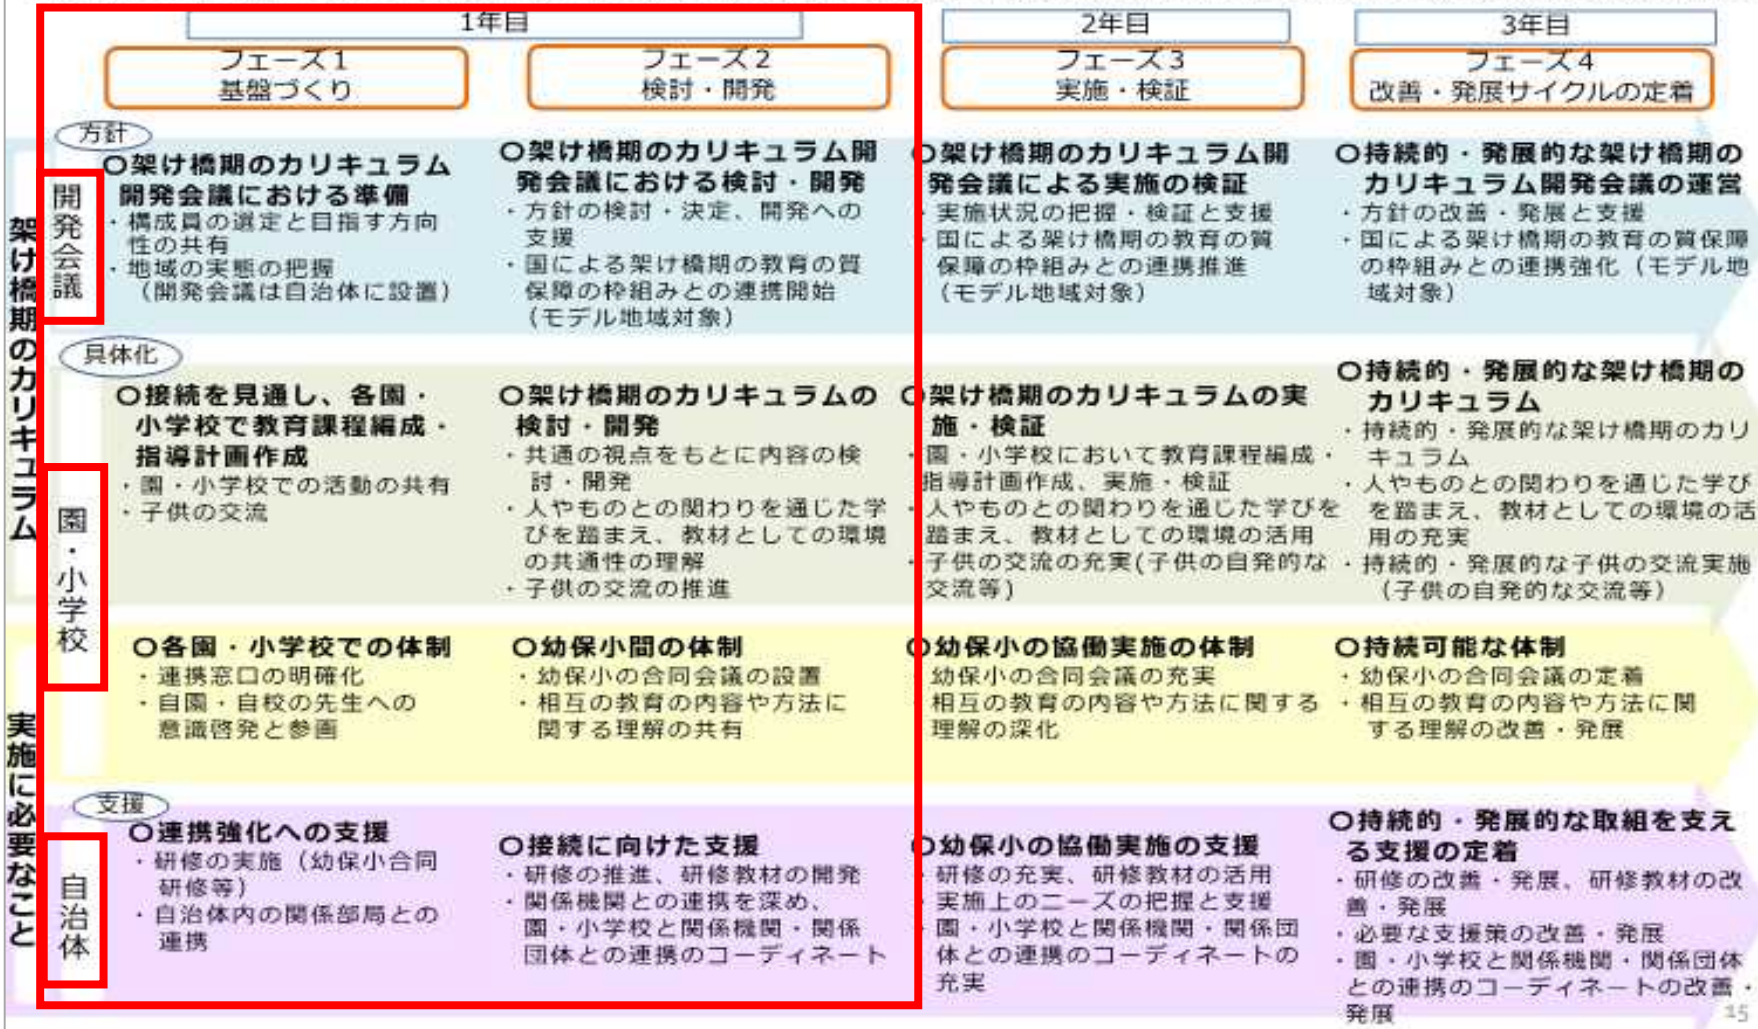 1年目
2年目
3年目
フェーズ1
基盤づくり
フェーズ2
検討・開発
フェーズ3
実施・検証
フェーズ4
改善・発展サイクルの定着
架け橋期のカリキュラム
方針
開発会議
〇架け橋期のカリキュラム
開発会議における準備
・構成員の選定と目指す方向
性の共有
・地域の実態の把握
(開発会議は自治体に設置)
〇架け橋期のカリキュラム開
発会議における検討・開発
・方針の検討・決定、開発への
支援
・国による架け橋期の教育の質
保障の枠組みとの連携開始
(モデル地域対象)
〇架け橋期のカリキュラム開
発会議による実施の検証
・実施状況の把握・検証と支援
・国による架け橋期の教育の質
保障の枠組みとの連携推進
(モデル地域対象)
〇持続的・発展的な架け橋期の
カリキュラム開発会議の運営
・方針の改善・発展と支援
・国による架け橋期の教育の質保障
の枠組みとの連携強化(モデル地
域対象)
具体化
園・小学校
〇接続を見通し、各園・
小学校で教育課程編成・
指導計画作成
・園・小学校での活動の共有
・子供の交流
〇架け橋期のカリキュラムの
検討・開発
・共通の視点をもとに内容の検
討・開発
・人やものとの関わりを通じた学
びを踏まえ、教材としての環境
の共通性の理解
・子供の交流の推進
〇架け橋期のカリキュラムの実
施・検証
・園・小学校において教育課程編成・
指導計画作成、実施・検証
・人やものとの関わりを通じた学びを
踏まえ、教材としての環境の活用
・子供の交流の充実(子供の自発的な
交流等)
〇持続的・発展的な架け橋期の
カリキュラム
・持続的・発展的な架け橋期のカリ
キュラム
・人やものとの関わりを通じた学び
を踏まえ、教材としての環境の活
用の充実
・持続的・発展的な子供の交流実施
(子供の自発的な交流等)
実施に必要なこと
〇各園・小学校での体制
・連携窓口の明確化
・自園・自校の先生への
意識啓発と参画
〇幼保小間の体制
・幼保小の合同会議の設置
・相互の教育の内容や方法に
関する理解の共有
〇幼保小の協働実施の体制
幼保小の合同会議の充実
相互の教育の内容や方法に関する
理解の深化
〇持続可能な体制
・幼保小の合同会議の定着
・相互の教育の内容や方法に関
する理解の改善・発展
支援
自治体
〇連携強化への支援
・研修の実施(幼保小合同
研修等)
・自治体内の関係部局との
連携
〇接続に向けた支援
・研修の推進、研修教材の開発
・関係機関との連携を深め、
園・小学校と関係機関・関係
団体との連携のコーディネート
〇幼保小の協働実施の支援
・研修の充実、研修教材の活用
・実施上のニーズの把握と支援
・園・小学校と関係機関・関係団
体との連携のコーディネートの
充実
〇持続的・発展的な取組を支え
る支援の定着
・研修の改善・発展、研修教材の改
善・発展
・必要な支援策の改善・発展
・園・小学校と関係機関・関係団体
との連携のコーディネートの改善・
発展
15